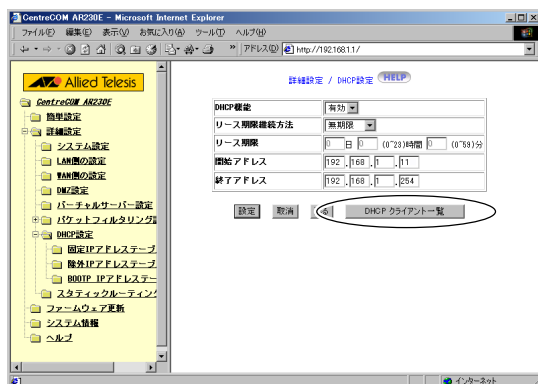 CentreCOM AR230E - Microsoft Internet Explorer
ファイル(F) 編集(E) 表示(V) お気に入り(A) ツール(T) ヘルプ(H)
アドレス(D) http://192.168.1.1/
Allied Telesis
CentreCOM AR230E
簡単設定
詳細設定
システム設定
LAN側の設定
WAN側の設定
DMZ設定
バーチャルサーバー設定
パケットフィルタリング
DHCP設定
固定IPアドレステーブ
除外IPアドレステーブ
BOOTP IPアドレステー
スタティックルーティン
ファームウェア更新
システム情報
ヘルプ
詳細設定 / DHCP設定 HELP
DHCP機能 有効
リース期限継続方法 無期限
リース期限 0 日 0 (0~23)時間 0 (0~59)分
開始アドレス 192 .168 .1 .11
終了アドレス 192 .168 .1 .254
設定 取消 る DHCP クライアント一覧
インターネット